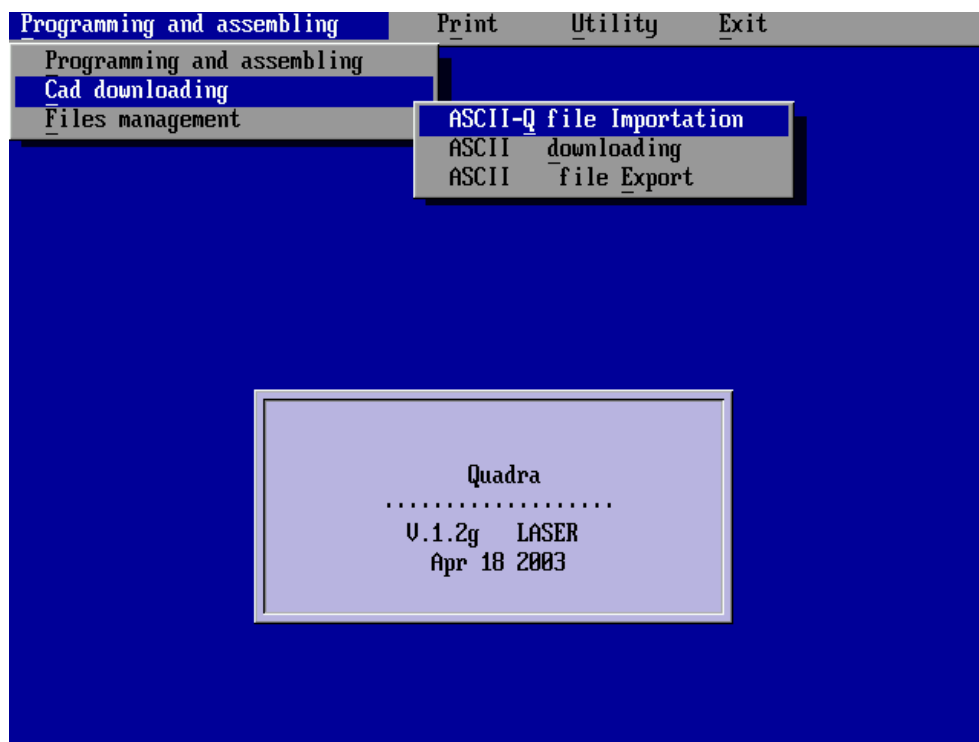 Programming and assembling Print Utility Exit
Programming and assembling
Cad downloading
Files management
ASCII-Q file Importation
ASCII downloading
ASCII file Export
Quadra
...................
V.1.2g LASER
Apr 18 2003